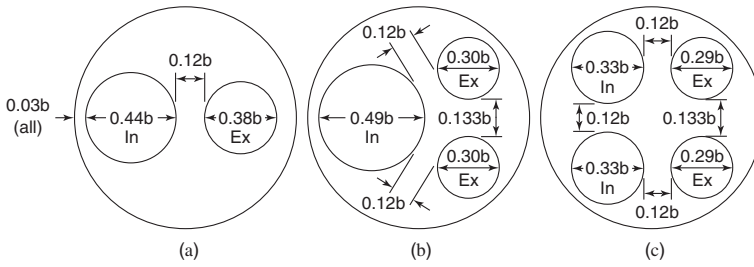 0.03b
(all)
0.12b
0.44b
In
0.38b
Ex
(a)
0.12b
0.30b
Ex
0.49b
In
0.133b
0.30b
Ex
0.12b
(b)
0.12b
0.33b
In
0.29b
Ex
0.12b
0.133b
0.33b
In
0.29b
Ex
0.12b
(c)